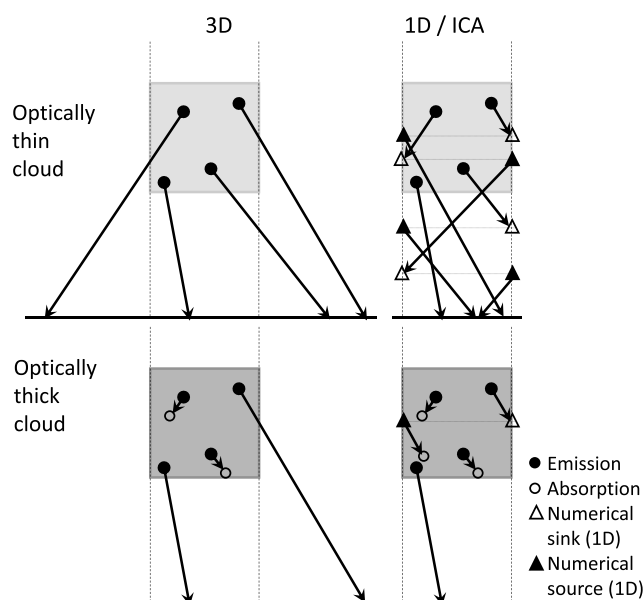 3D
1D / ICA
Optically
thin
cloud
Optically
thick
cloud
Emission
Absorption
Numerical
sink (1D)
Numerical
source (1D)